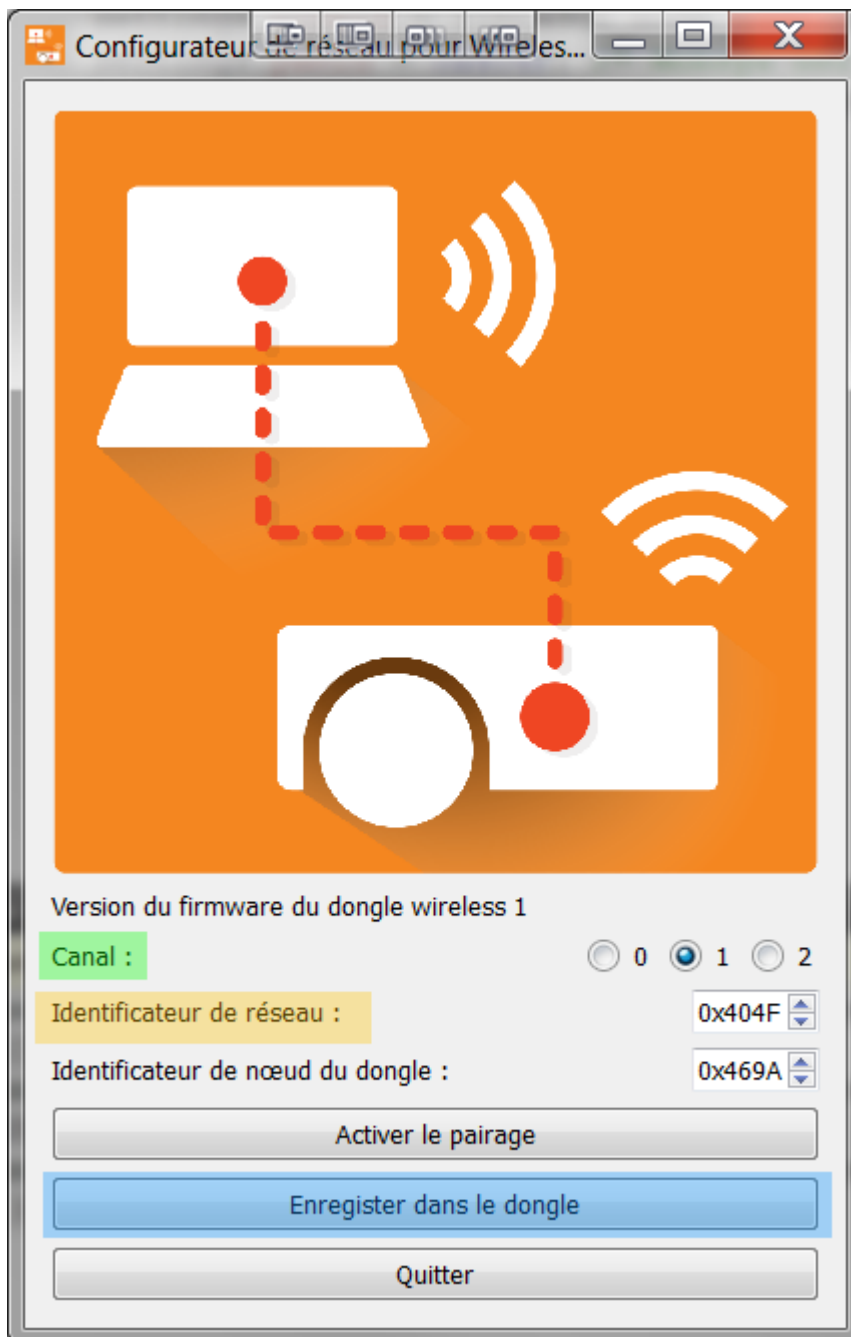 Configurateur de réseau pour Wireles...
Version du firmware du dongle wireless 1
Canal : 0 1 2
Identificateur de réseau : 0x404F
Identificateur de nœud du dongle : 0x469A
Activer le pairage
Enregister dans le dongle
Quitter